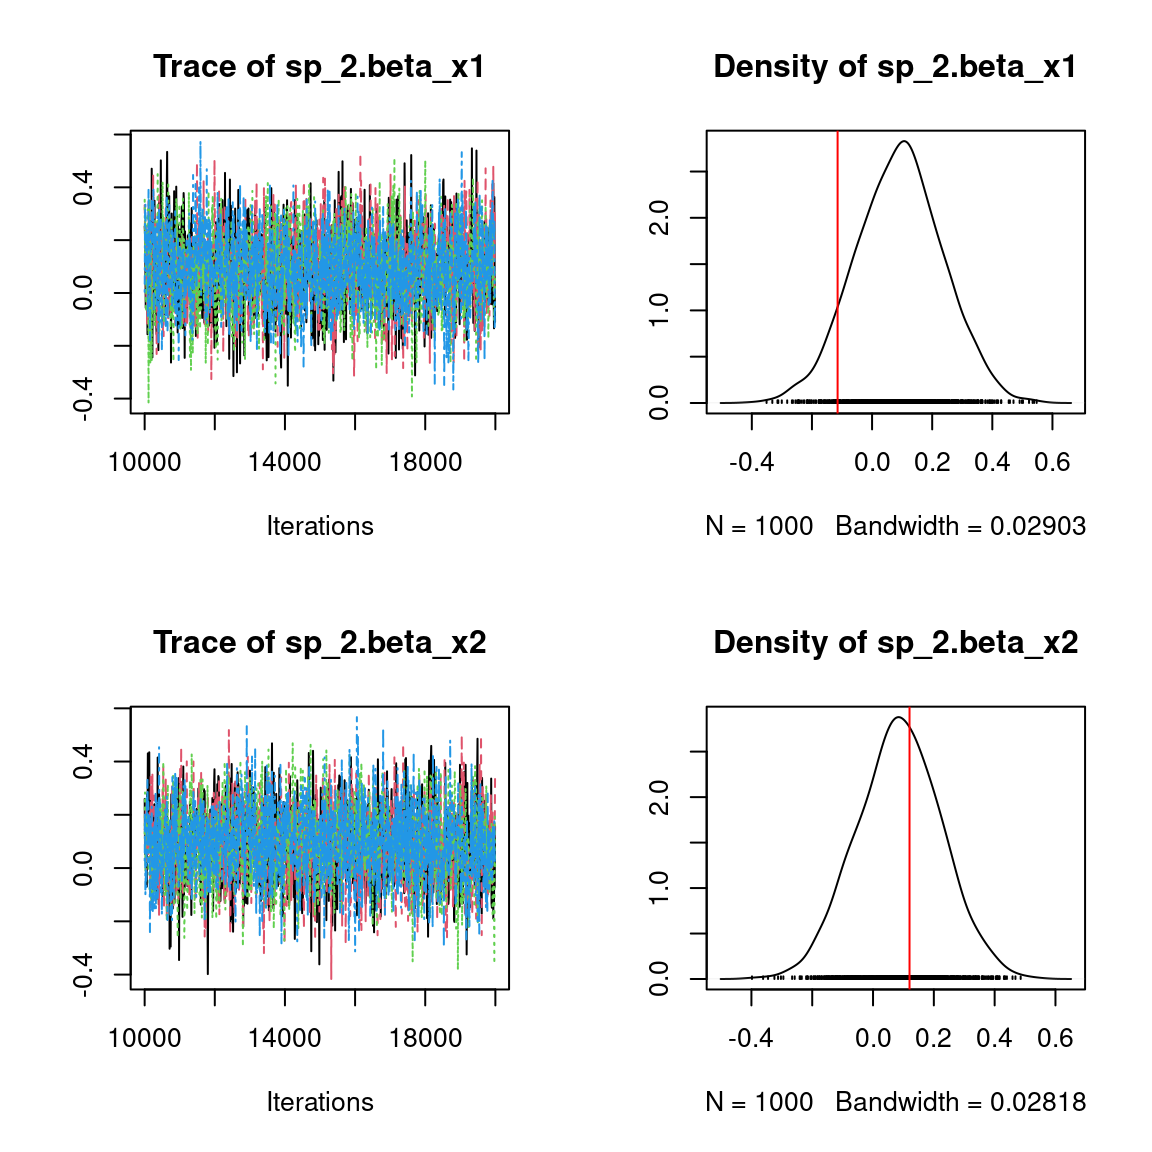 Trace of sp_2.beta_x1
0.4
0.0
-0.4
10000 14000 18000
Iterations
Density of sp_2.beta_x1
2.0
1.0
0.0
-0.4 0.0 0.2 0.4 0.6
N = 1000 Bandwidth = 0.02903
Trace of sp_2.beta_x2
0.4
0.0
-0.4
10000 14000 18000
Iterations
Density of sp_2.beta_x2
2.0
1.0
0.0
-0.4 0.0 0.2 0.4 0.6
N = 1000 Bandwidth = 0.02818